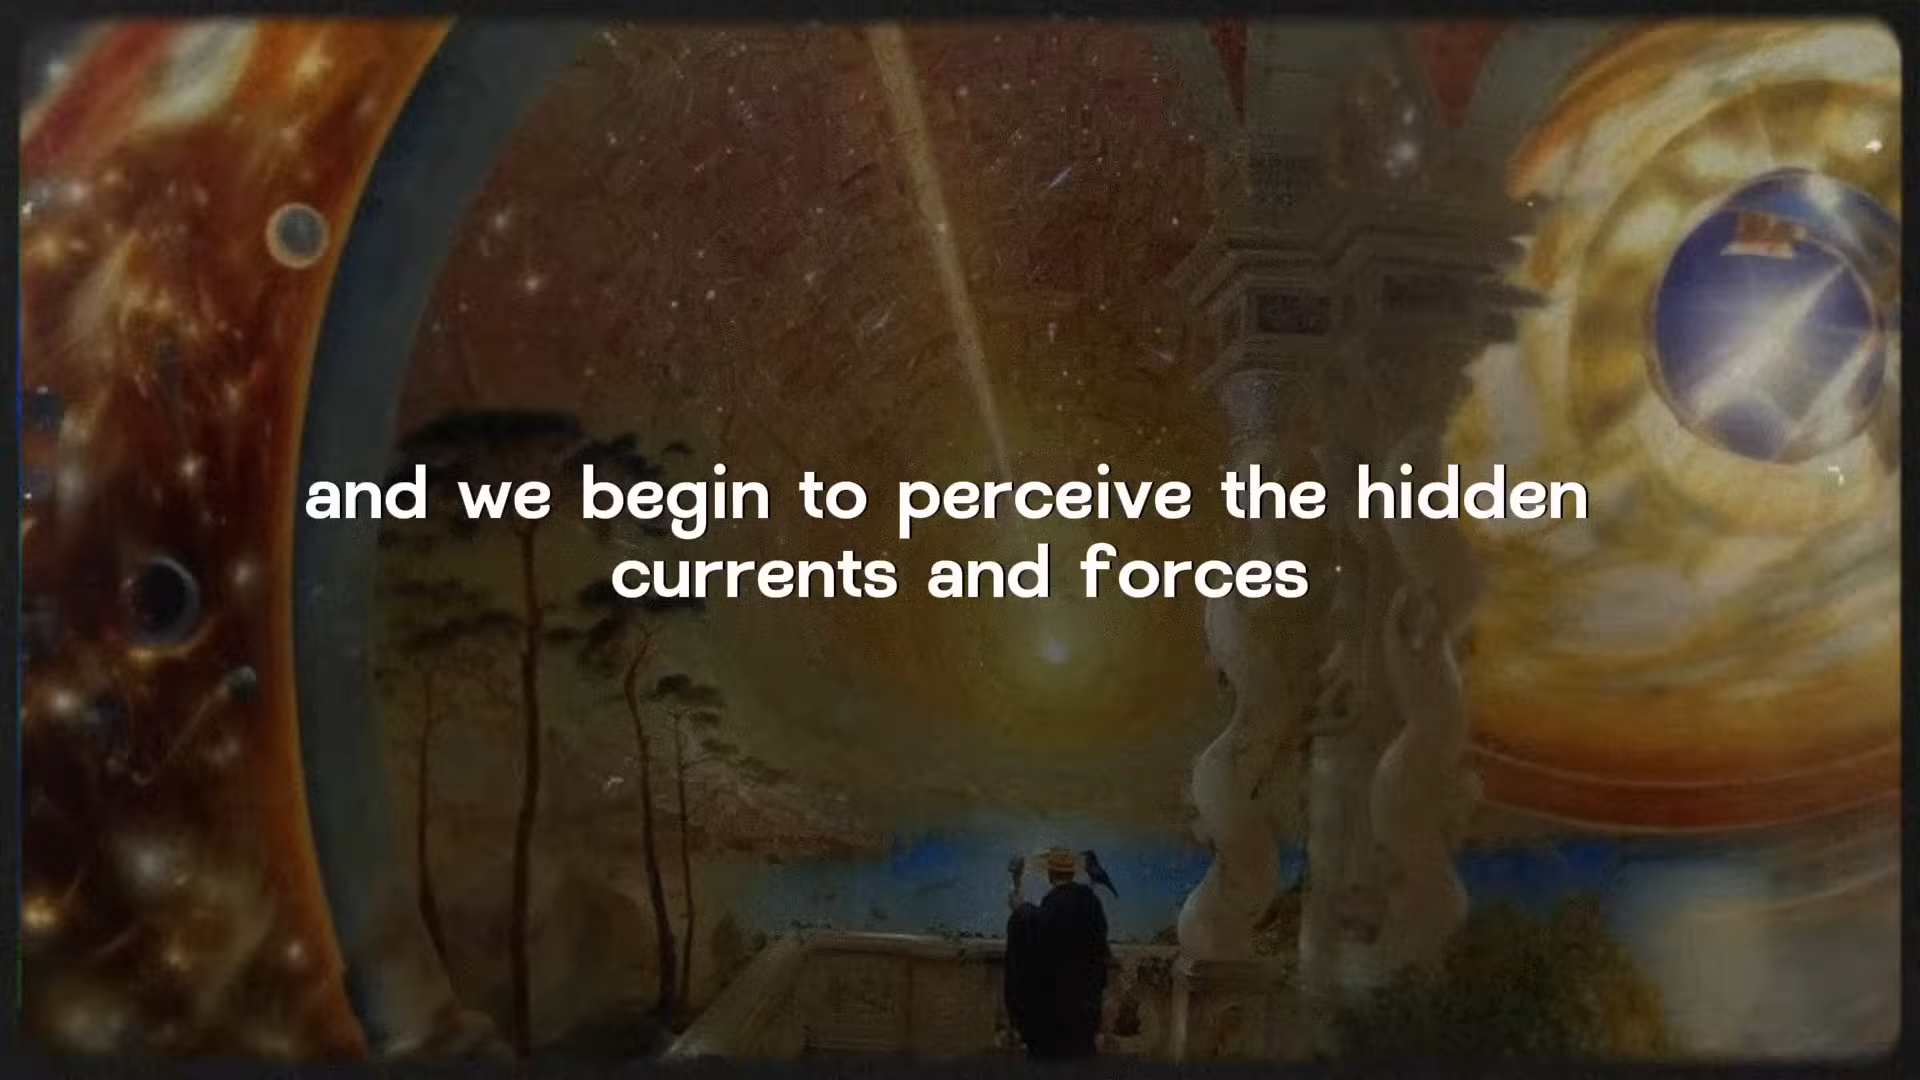 and we begin to perceive the hidden
currents and forces